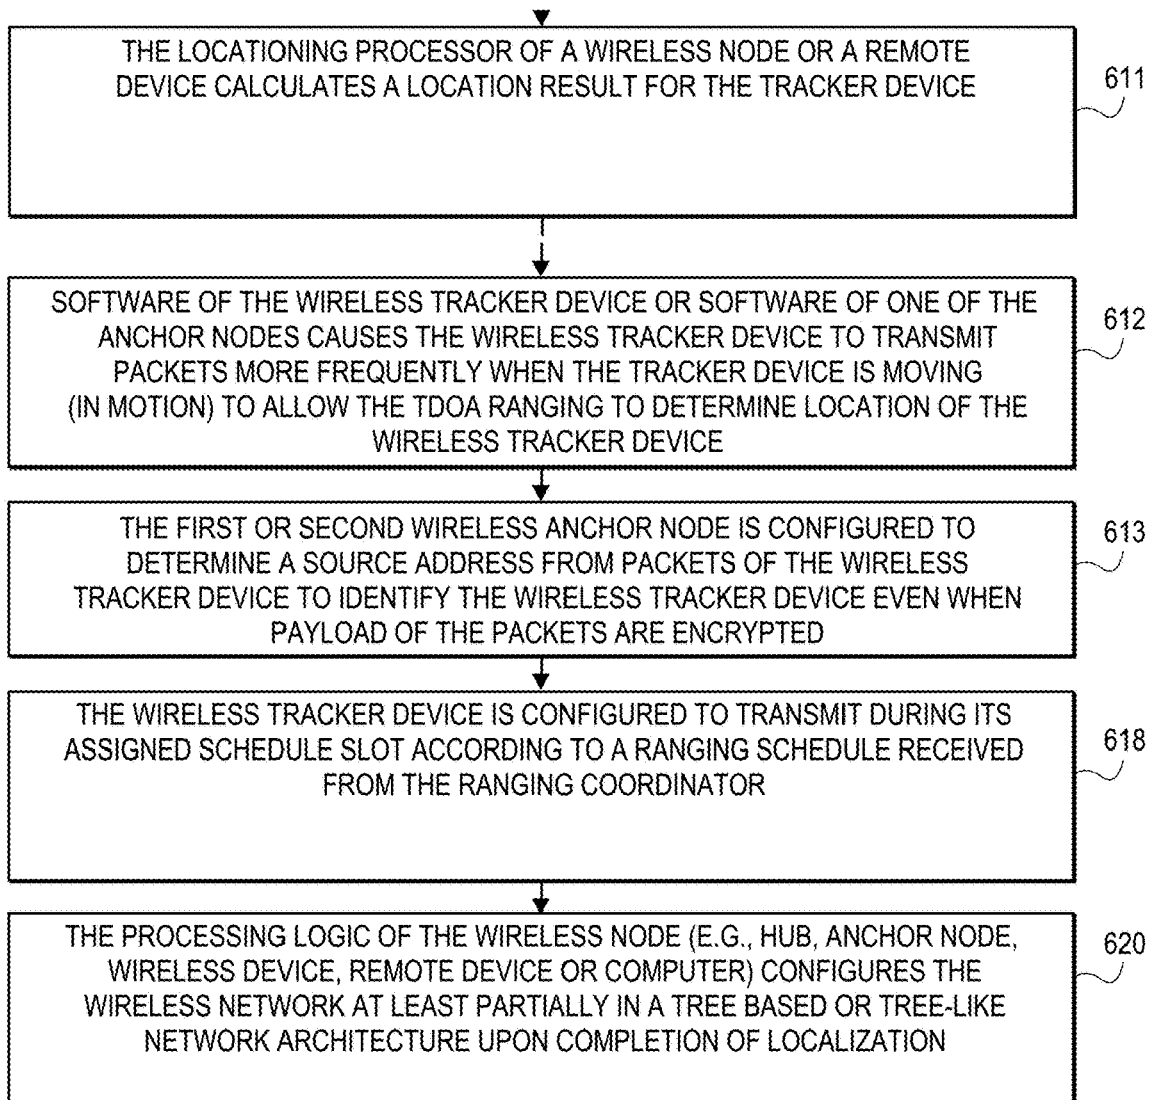 THE LOCATIONING PROCESSOR OF A WIRELESS NODE OR A REMOTE
DEVICE CALCULATES A LOCATION RESULT FOR THE TRACKER DEVICE
611
SOFTWARE OF THE WIRELESS TRACKER DEVICE OR SOFTWARE OF ONE OF THE
ANCHOR NODES CAUSES THE WIRELESS TRACKER DEVICE TO TRANSMIT
PACKETS MORE FREQUENTLY WHEN THE TRACKER DEVICE IS MOVING
(IN MOTION) TO ALLOW THE TDOA RANGING TO DETERMINE LOCATION OF THE
WIRELESS TRACKER DEVICE
612
THE FIRST OR SECOND WIRELESS ANCHOR NODE IS CONFIGURED TO
DETERMINE A SOURCE ADDRESS FROM PACKETS OF THE WIRELESS
TRACKER DEVICE TO IDENTIFY THE WIRELESS TRACKER DEVICE EVEN WHEN
PAYLOAD OF THE PACKETS ARE ENCRYPTED
613
THE WIRELESS TRACKER DEVICE IS CONFIGURED TO TRANSMIT DURING ITS
ASSIGNED SCHEDULE SLOT ACCORDING TO A RANGING SCHEDULE RECEIVED
FROM THE RANGING COORDINATOR
618
THE PROCESSING LOGIC OF THE WIRELESS NODE (E.G., HUB, ANCHOR NODE,
WIRELESS DEVICE, REMOTE DEVICE OR COMPUTER) CONFIGURES THE
WIRELESS NETWORK AT LEAST PARTIALLY IN A TREE BASED OR TREE-LIKE
NETWORK ARCHITECTURE UPON COMPLETION OF LOCALIZATION
620